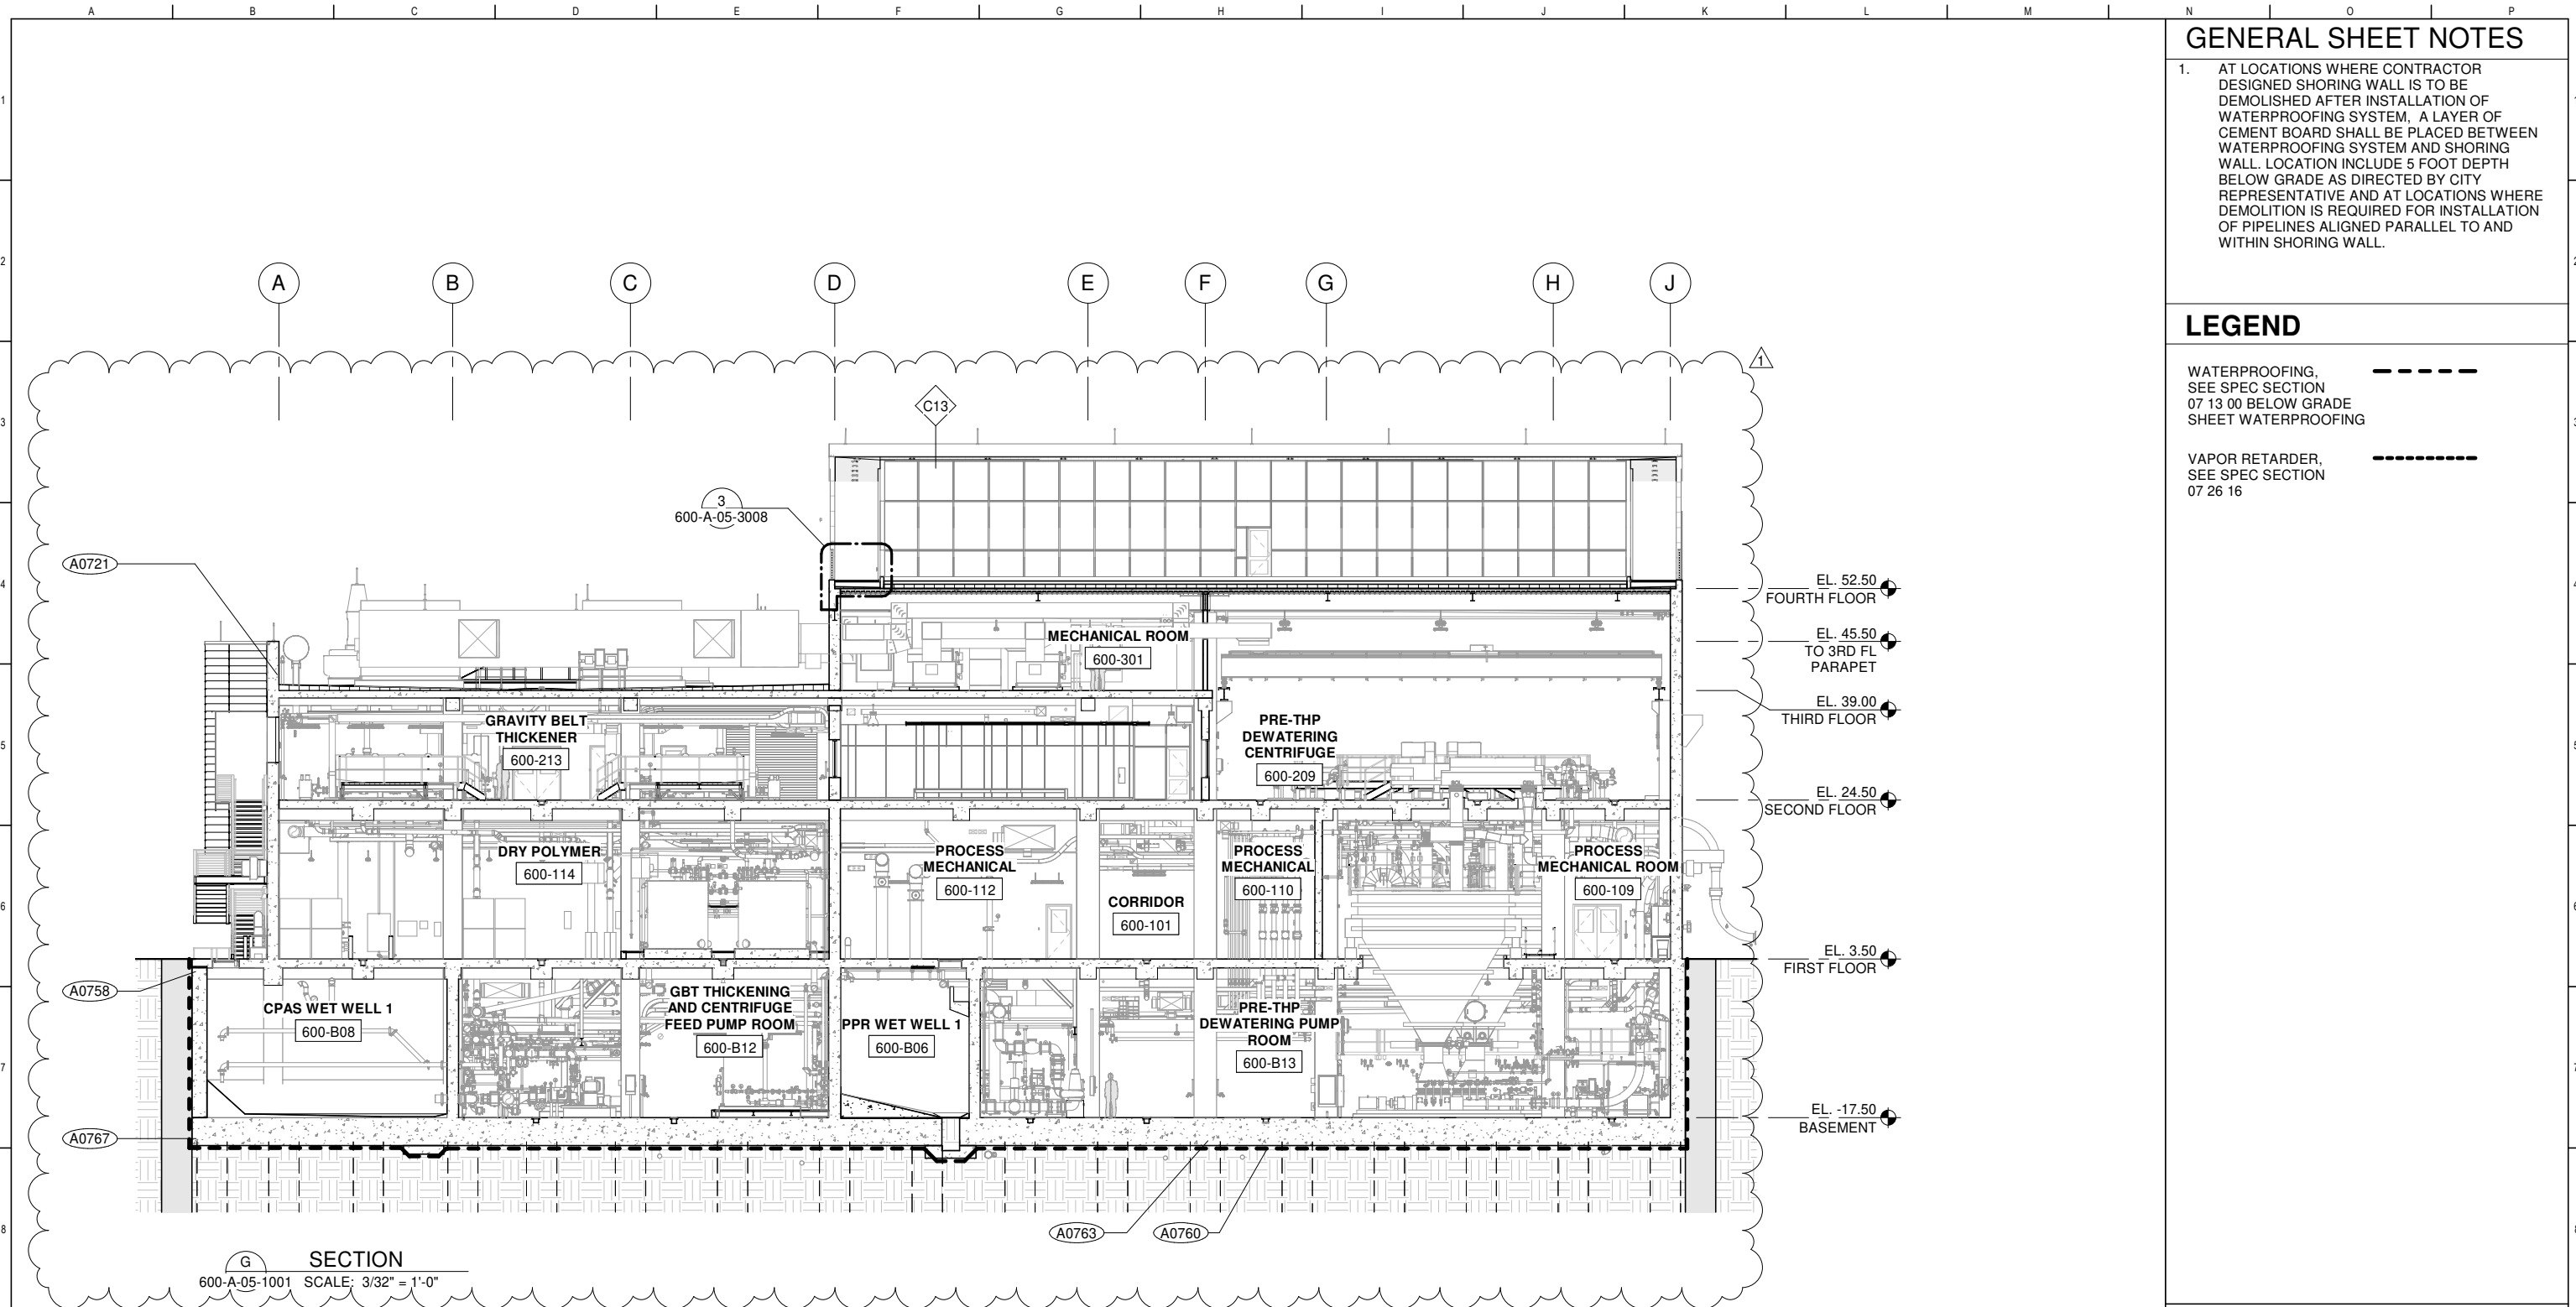 A B C D E F G H I J K L M N O P
GENERAL SHEET NOTES
1. AT LOCATIONS WHERE CONTRACTOR
DESIGNED SHORING WALL IS TO BE
DEMOLISHED AFTER INSTALLATION OF
WATERPROOFING SYSTEM, A LAYER OF
CEMENT BOARD SHALL BE PLACED BETWEEN
WATERPROOFING SYSTEM AND SHORING
WALL. LOCATION INCLUDE 5 FOOT DEPTH
BELOW GRADE AS DIRECTED BY CITY
REPRESENTATIVE AND AT LOCATIONS WHERE
DEMOLITION IS REQUIRED FOR INSTALLATION
OF PIPELINES ALIGNED PARALLEL TO AND
WITHIN SHORING WALL.
LEGEND
WATERPROOFING,
SEE SPEC SECTION
07 13 00 BELOW GRADE
SHEET WATERPROOFING
VAPOR RETARDER,
SEE SPEC SECTION
07 26 16
1
2
3
4
5
6
7
8
A B C D E F G H J
1
C13
3
600-A-05-3008
A0721
EL. 52.50
FOURTH FLOOR
EL. 45.50
TO 3RD FL
PARAPET
EL. 39.00
THIRD FLOOR
EL. 24.50
SECOND FLOOR
EL. 3.50
FIRST FLOOR
EL. -17.50
BASEMENT
MECHANICAL ROOM
600-301
GRAVITY BELT
THICKENER
600-213
PRE-THP
DEWATERING
CENTRIFUGE
600-209
DRY POLYMER
600-114
PROCESS
MECHANICAL
600-112
CORRIDOR
600-101
PROCESS
MECHANICAL
600-110
PROCESS
MECHANICAL ROOM
600-109
A0758
CPAS WET WELL 1
600-B08
GBT THICKENING
AND CENTRIFUGE
FEED PUMP ROOM
600-B12
PPR WET WELL 1
600-B06
PRE-THP
DEWATERING PUMP
ROOM
600-B13
A0767
A0763
A0760
G
SECTION
600-A-05-1001 SCALE: 3/32" = 1'-0"